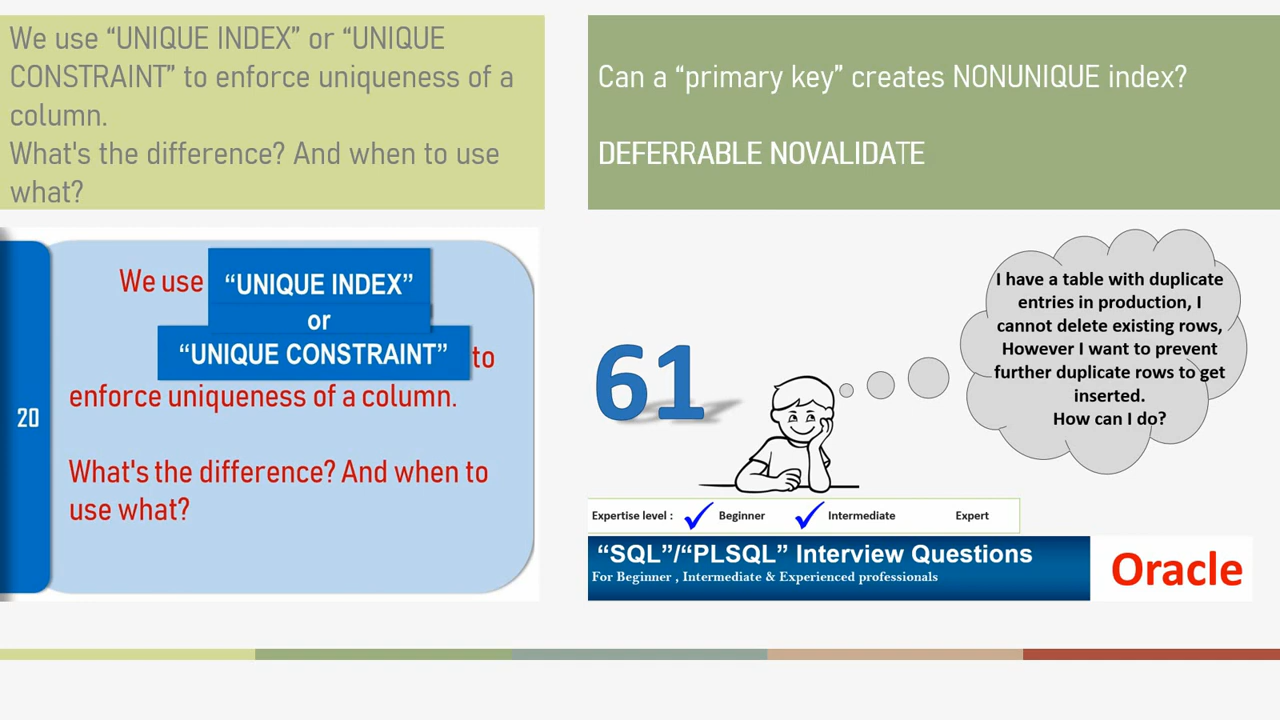 We use “UNIQUE INDEX” or “UNIQUE
CONSTRAINT” to enforce uniqueness of a
column.
What's the difference? And when to use
what?
Can a “primary key” creates NONUNIQUE index?
DEFERRABLE NOVALIDATE
20
We use “UNIQUE INDEX”
or
“UNIQUE CONSTRAINT” to
enforce uniqueness of a column.
What's the difference? And when to
use what?
61
I have a table with duplicate
entries in production, I
cannot delete existing rows,
However I want to prevent
further duplicate rows to get
inserted.
How can I do?
Expertise level : Beginner Intermediate Expert
“SQL”/“PLSQL” Interview Questions
For Beginner , Intermediate & Experienced professionals
Oracle